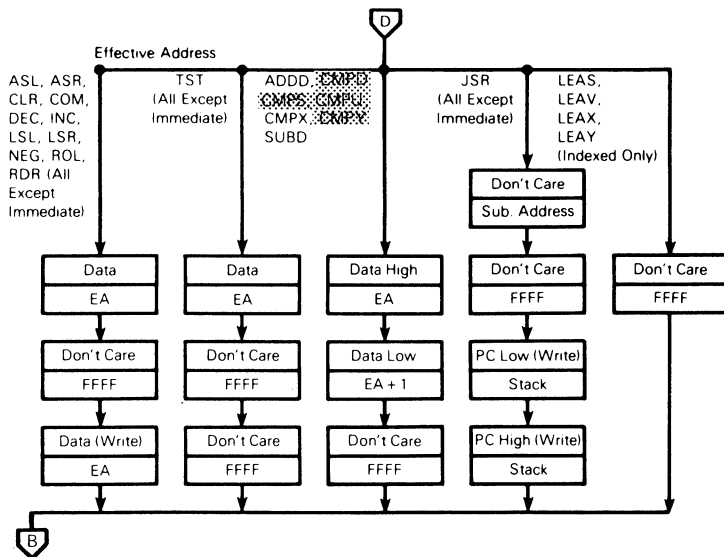 D
Effective Address
ASL, ASR,
CLR, COM,
DEC, INC,
LSL, LSR,
NEG, ROL,
RDR (All
Except
Immediate)
TST
(All Except
Immediate)
ADDD, CMPD
CMPS, CMPU,
CMPX, CMPY
SUBD
JSR
(All Except
Immediate)
LEAS,
LEAV,
LEAX,
LEAY
(Indexed Only)
Don't Care
Sub. Address
Data
EA
Data
EA
Data High
EA
Don't Care
FFFF
Don't Care
FFFF
Don't Care
FFFF
Don't Care
FFFF
Data Low
EA + 1
PC Low (Write)
Stack
Data (Write)
EA
Don't Care
FFFF
Don't Care
FFFF
PC High (Write)
Stack
B